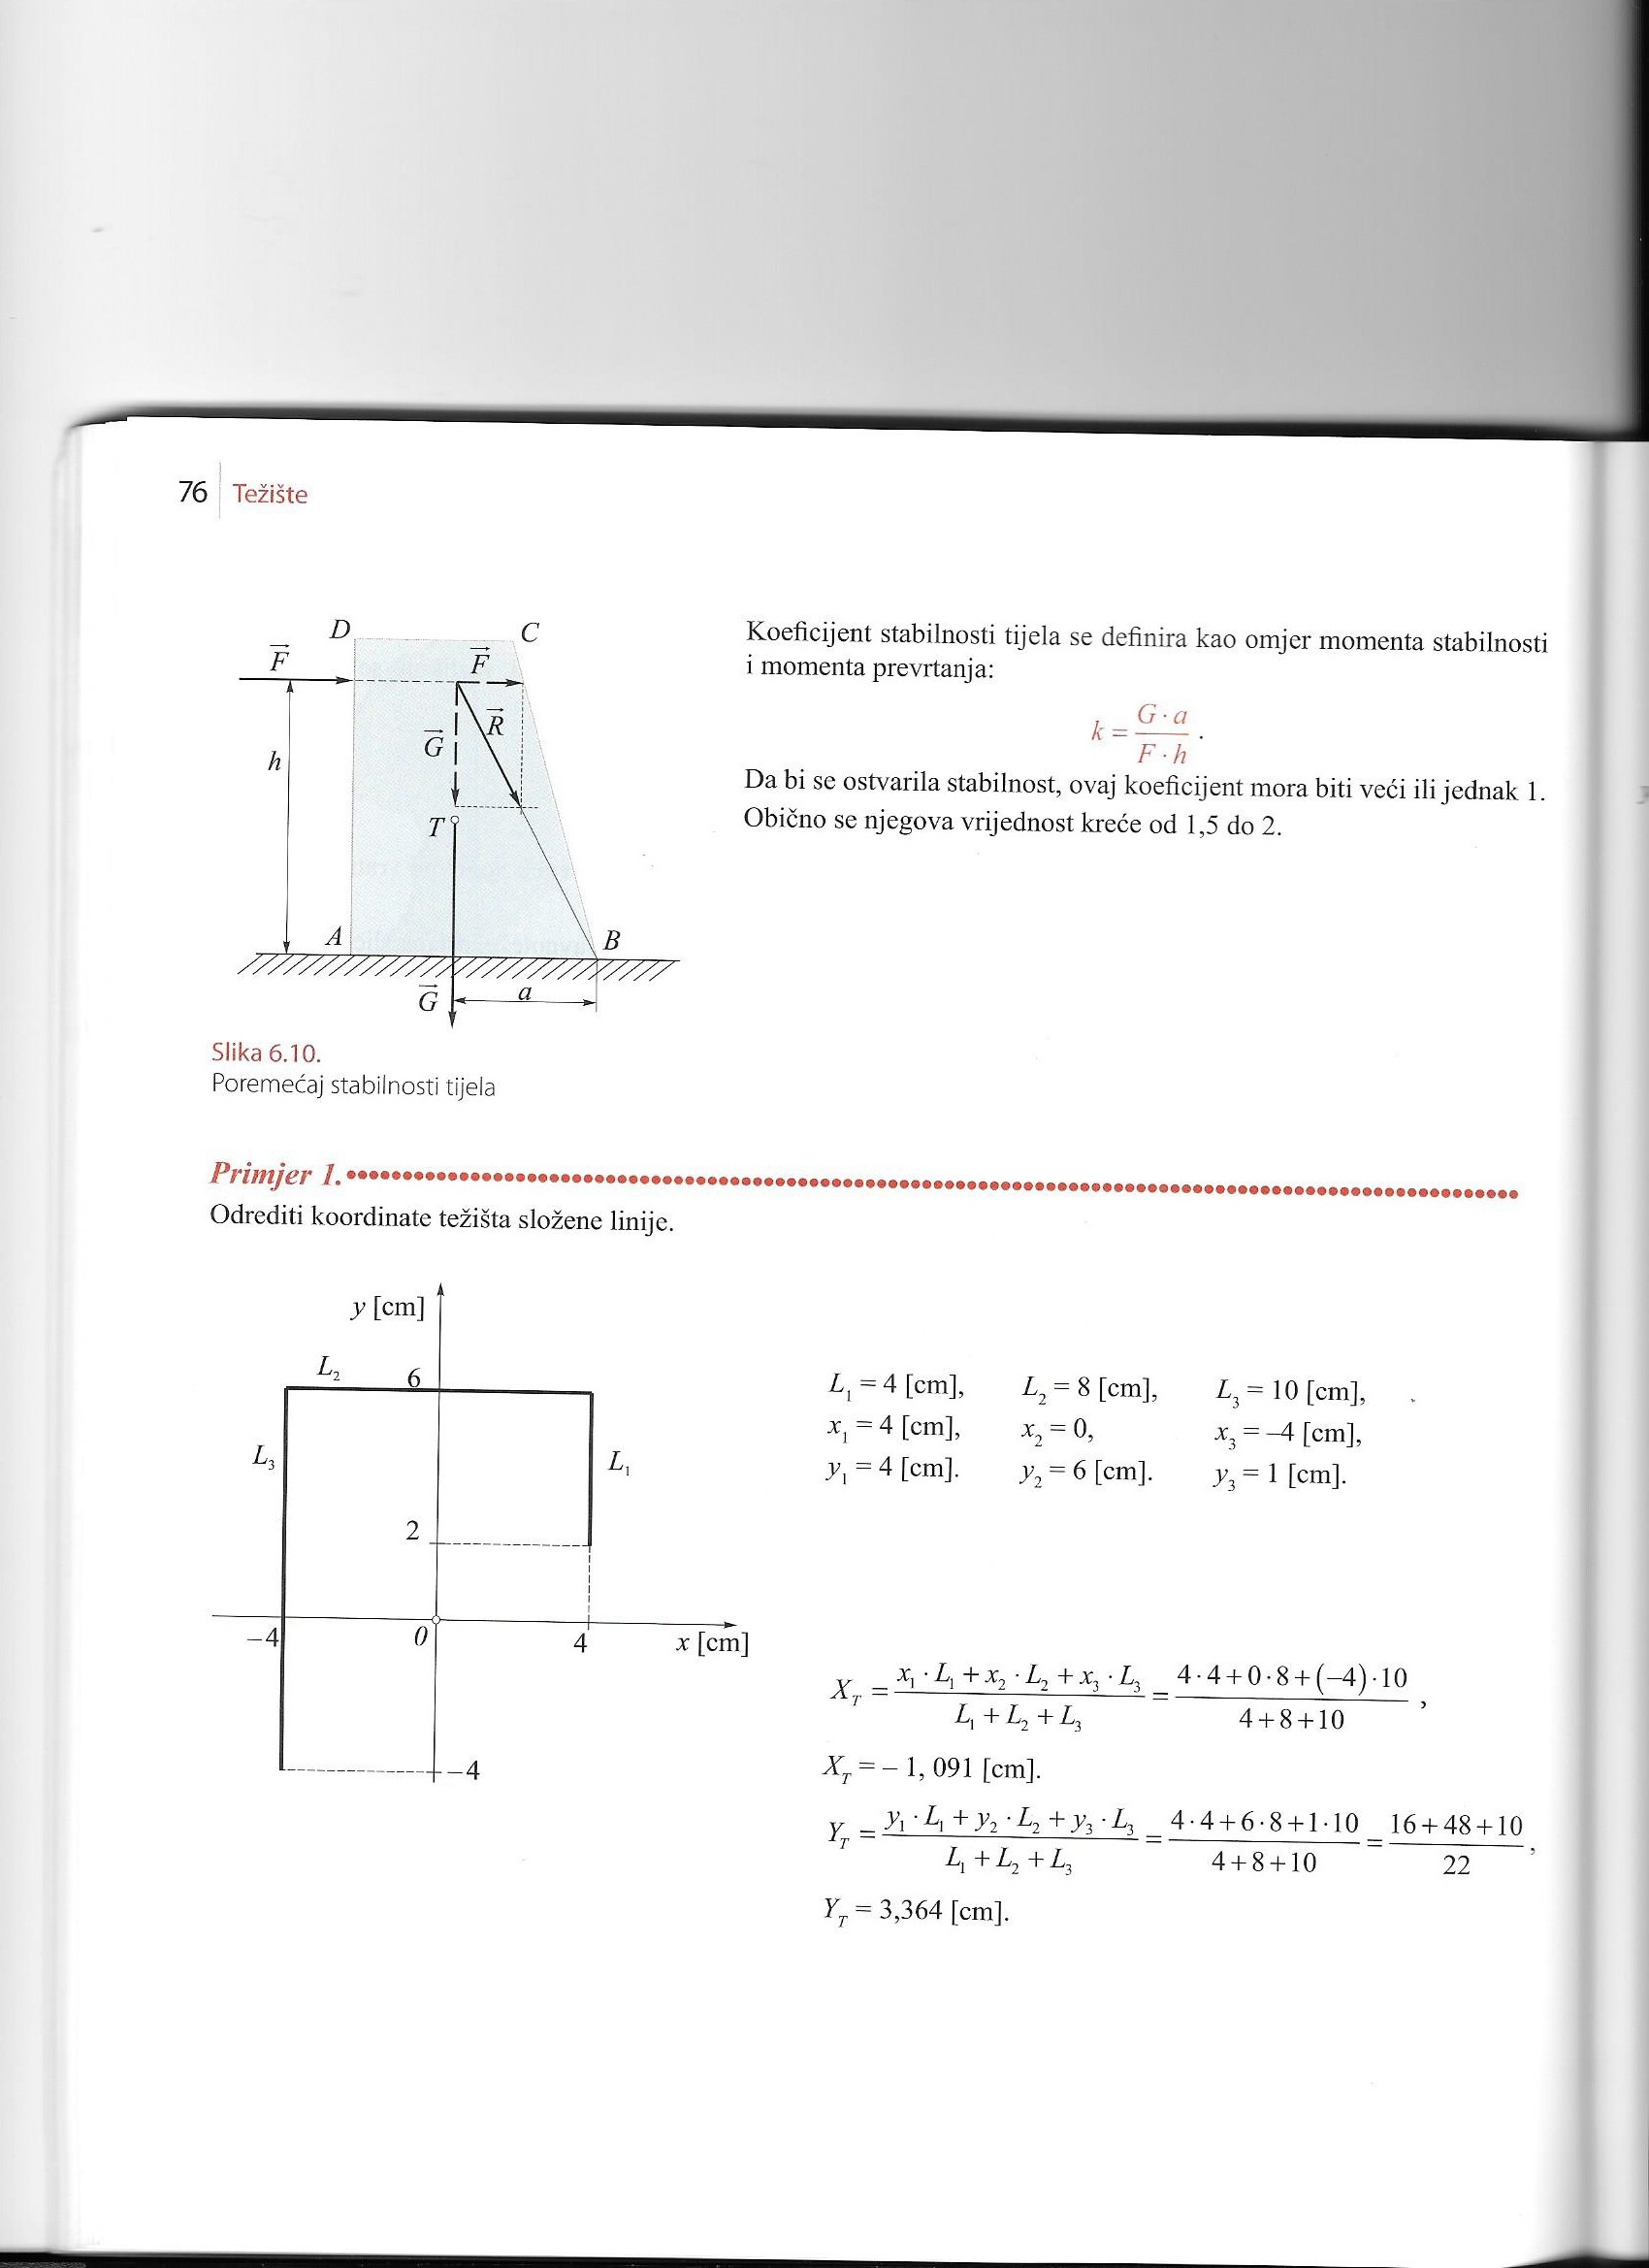 76 Težište
D
C
F
F
R
G
h
T
A
B
G
a
Slika 6.10.
Poremećaj stabilnosti tijela
Koeficijent stabilnosti tijela se definira kao omjer momenta stabilnosti
i momenta prevrtanja:
k = G · a / F · h .
Da bi se ostvarila stabilnost, ovaj koeficijent mora biti veći ili jednak 1.
Obično se njegova vrijednost kreće od 1,5 do 2.
Primjer 1.
Odrediti koordinate težišta složene linije.
y [cm]
L₂
6
L₃
L₁
2
–4
0
4
x [cm]
–4
L₁ = 4 [cm], L₂ = 8 [cm], L₃ = 10 [cm],
x₁ = 4 [cm], x₂ = 0, x₃ = –4 [cm],
y₁ = 4 [cm]. y₂ = 6 [cm]. y₃ = 1 [cm].
X_T = x₁ · L₁ + x₂ · L₂ + x₃ · L₃ / L₁ + L₂ + L₃ = 4·4+0·8+(–4)·10 / 4+8+10 ,
X_T = – 1, 091 [cm].
Y_T = y₁ · L₁ + y₂ · L₂ + y₃ · L₃ / L₁ + L₂ + L₃ = 4·4+6·8+1·10 / 4+8+10 = 16+48+10 / 22 ,
Y_T = 3,364 [cm].